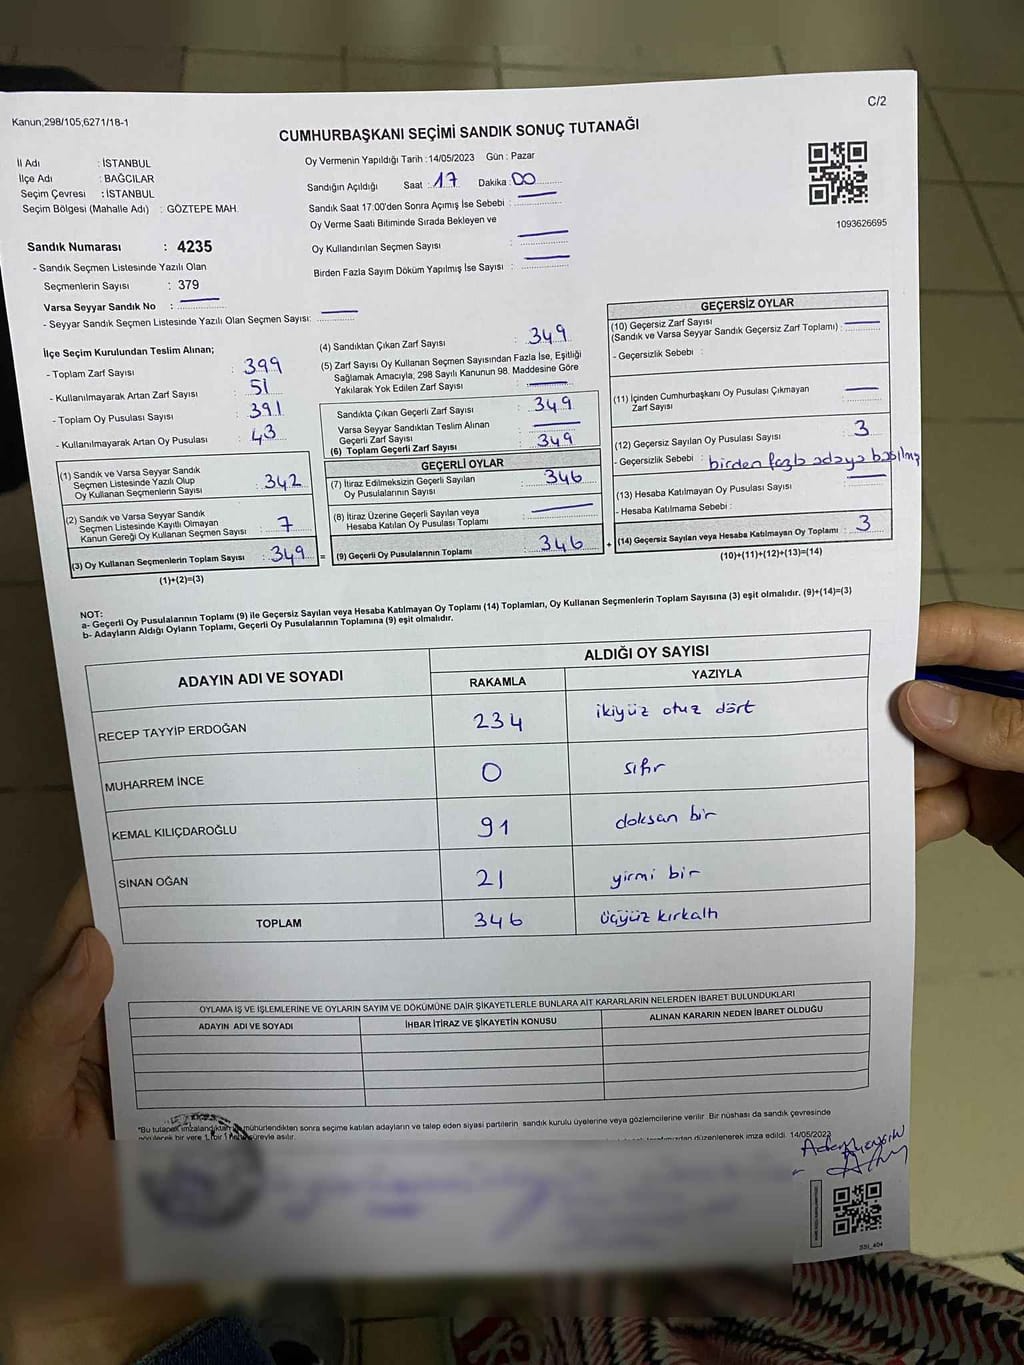 C/2
Kanun,298/105,6271/18-1
CUMHURBAŞKANI SEÇİMİ SANDIK SONUÇ TUTANAĞI
İl Adı : İSTANBUL
İlçe Adı : BAĞCILAR
Seçim Çevresi : İSTANBUL
Seçim Bölgesi (Mahalle Adı) : GÖZTEPE MAH.
Oy Vermenin Yapıldığı Tarih :14/05/2023 Gün : Pazar
Sandığın Açıldığı Saat : 17 Dakika : 00
Sandık Saat 17:00'den Sonra Açımış İse Sebebi :
Oy Verme Saati Bitiminde Sırada Bekleyen ve
Oy Kullandırılan Seçmen Sayısı :
Birden Fazla Sayım Döküm Yapılmış İse Sayısı :
1093626695
Sandık Numarası : 4235
- Sandık Seçmen Listesinde Yazılı Olan
Seçmenlerin Sayısı : 379
Varsa Seyyar Sandık No :
- Seyyar Sandık Seçmen Listesinde Yazılı Olan Seçmen Sayısı:
İlçe Seçim Kurulundan Teslim Alınan;
- Toplam Zarf Sayısı : 399
- Kullanılmayarak Artan Zarf Sayısı : 51
- Toplam Oy Pusulası Sayısı : 391
- Kullanılmayarak Artan Oy Pusulası : 43
(1) Sandık ve Varsa Seyyar Sandık
Seçmen Listesinde Yazılı Olup
Oy Kullanan Seçmenlerin Sayısı : 342
(2) Sandık ve Varsa Seyyar Sandık
Seçmen Listesinde Kayıtlı Olmayan
Kanun Gereği Oy Kullanan Seçmen Sayısı : 7
(3) Oy Kullanan Seçmenlerin Toplam Sayısı : 349 =
(1)+(2)=(3)
(4) Sandıktan Çıkan Zarf Sayısı : 349
(5) Zarf Sayısı Oy Kullanan Seçmen Sayısından Fazla İse, Eşitliği
Sağlamak Amacıyla, 298 Sayılı Kanunun 98. Maddesine Göre
Yakılarak Yok Edilen Zarf Sayısı :
Sandıkta Çıkan Geçerli Zarf Sayısı : 349
Varsa Seyyar Sandıktan Teslim Alınan
Geçerli Zarf Sayısı :
(6) Toplam Geçerli Zarf Sayısı : 349
GEÇERLİ OYLAR
(7) İtiraz Edilmeksizin Geçerli Sayılan
Oy Pusulalarının Sayısı : 346
(8) İtiraz Üzerine Geçerli Sayılan veya
Hesaba Katılan Oy Pusulası Toplamı :
(9) Geçerli Oy Pusulalarının Toplamı : 346 +
GEÇERSİZ OYLAR
(10) Geçersiz Zarf Sayısı
(Sandık ve Varsa Seyyar Sandık Geçersiz Zarf Toplamı) :
- Geçersizlik Sebebi :
(11) İçinden Cumhurbaşkanı Oy Pusulası Çıkmayan
Zarf Sayısı :
(12) Geçersiz Sayılan Oy Pusulası Sayısı : 3
- Geçersizlik Sebebi : birden fazla adaya basılmış
(13) Hesaba Katılmayan Oy Pusulası Sayısı :
- Hesaba Katılmama Sebebi :
(14) Geçersiz Sayılan veya Hesaba Katılmayan Oy Toplamı : 3
(10)+(11)+(12)+(13)=(14)
NOT:
a- Geçerli Oy Pusulalarının Toplamı (9) ile Geçersiz Sayılan veya Hesaba Katılmayan Oy Toplamı (14) Toplamları, Oy Kullanan Seçmenlerin Toplam Sayısına (3) eşit olmalıdır. (9)+(14)=(3)
b- Adayların Aldığı Oyların Toplamı, Geçerli Oy Pusulalarının Toplamına (9) eşit olmalıdır.
ADAYIN ADI VE SOYADI
ALDIĞI OY SAYISI
RAKAMLA YAZIYLA
RECEP TAYYİP ERDOĞAN 234 ikiyüz otuz dört
MUHARREM İNCE 0 sıfır
KEMAL KILIÇDAROĞLU 91 doksan bir
SİNAN OĞAN 21 yirmi bir
TOPLAM 346 üçyüz kırkaltı
OYLAMA İŞ VE İŞLEMLERİNE VE OYLARIN SAYIM VE DÖKÜMÜNE DAİR ŞİKAYETLERLE BUNLARA AİT KARARLARIN NELERDEN İBARET BULUNDUKLARI
ADAYIN ADI VE SOYADI İHBAR İTİRAZ VE ŞİKAYETİN KONUSU ALINAN KARARIN NEDEN İBARET OLDUĞU
*Bu tutanak imzalandıktan mühürlendikten sonra seçime katılan adayların ve talep eden siyasi partilerin sandık kurulu üyelerine veya gözlemcilerine verilir. Bir nüshası da sandık çevresinde
düzenlenerek imza edildi. 14/05/2023
SSI_404